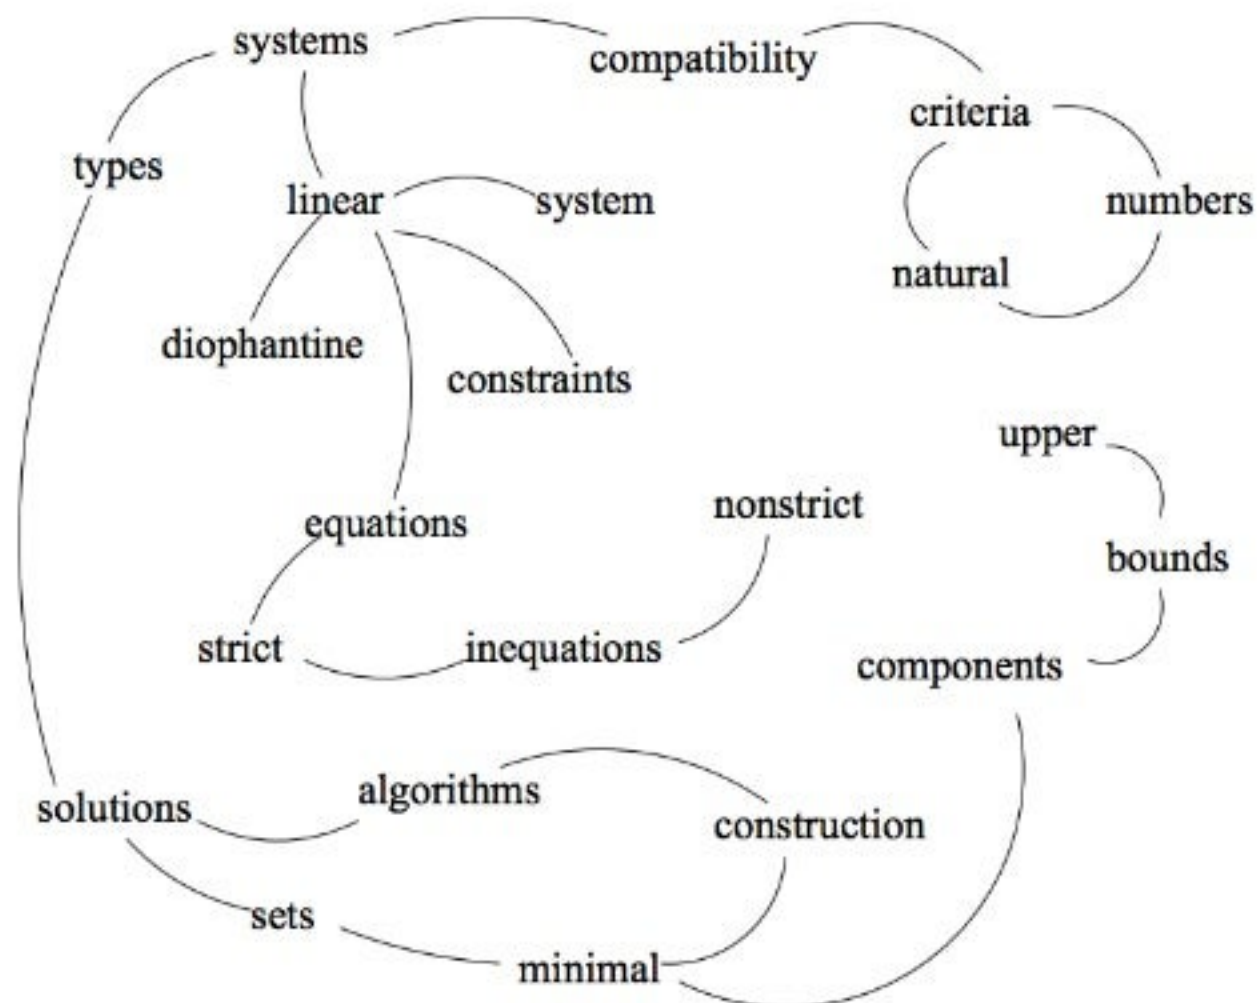 systems
compatibility
criteria
types
linear
system
numbers
natural
diophantine
constraints
upper
nonstrict
equations
bounds
strict
inequations
components
algorithms
solutions
construction
sets
minimal